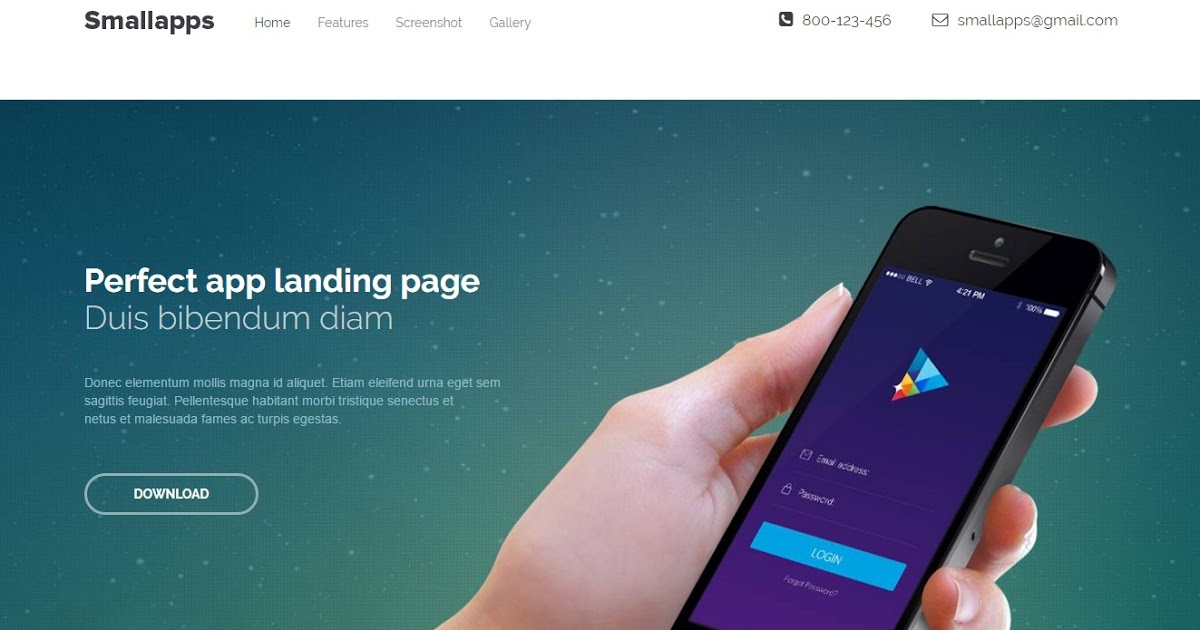 Smallapps Home Features Screenshot Gallery 800-123-456 smallapps@gmail.com
Perfect app landing page
Duis bibendum diam
Donec elementum mollis magna id aliquet. Etiam eleifend urna eget sem
sagittis feugiat. Pellentesque habitant morbi tristique senectus et
netus et malesuada fames ac turpis egestas.
DOWNLOAD
BELL 4:21 PM 100%
Email address:
Password:
LOGIN
Forgot Password?